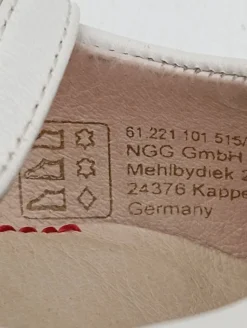 61 221 101 515/
NGG GmbH
Mehlbydiek 2
24376 Kappe
Germany